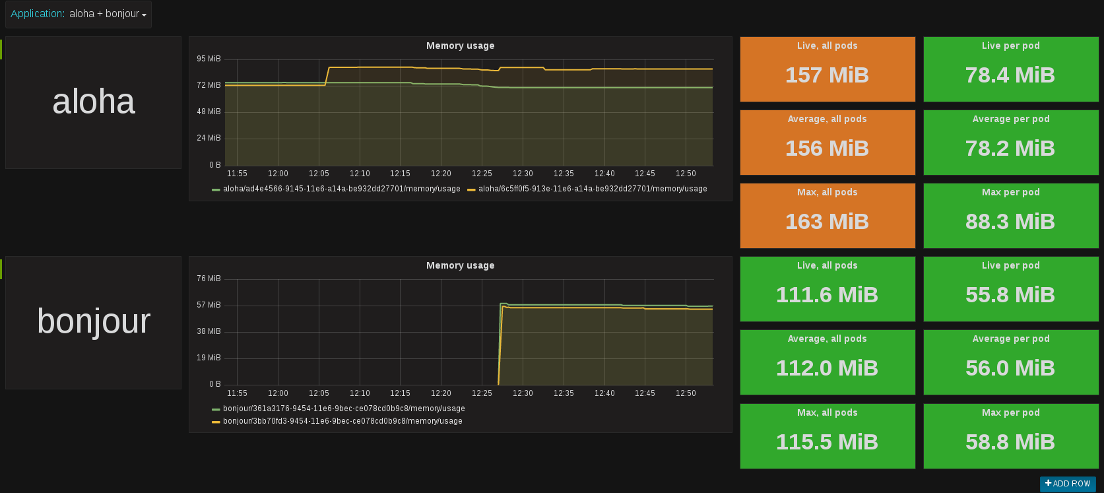 Application: aloha + bonjour
aloha
Memory usage
95 MiB
72 MiB
48 MiB
24 MiB
0 B
11:55 12:00 12:05 12:10 12:15 12:20 12:25 12:30 12:35 12:40 12:45 12:50
aloha/ad4e4566-9145-11e6-a14a-be932dd27701/memory/usage aloha/6c5ff0f5-913e-11e6-a14a-be932dd27701/memory/usage
Live, all pods
157 MiB
Live per pod
78.4 MiB
Average, all pods
156 MiB
Average per pod
78.2 MiB
Max, all pods
163 MiB
Max per pod
88.3 MiB
bonjour
Memory usage
76 MiB
57 MiB
38 MiB
19 MiB
0 B
11:55 12:00 12:05 12:10 12:15 12:20 12:25 12:30 12:35 12:40 12:45 12:50
bonjour/361a3176-9454-11e6-9bec-ce078cd0b9c8/memory/usage
bonjour/3bb70fd3-9454-11e6-9bec-ce078cd0b9c8/memory/usage
Live, all pods
111.6 MiB
Live per pod
55.8 MiB
Average, all pods
112.0 MiB
Average per pod
56.0 MiB
Max, all pods
115.5 MiB
Max per pod
58.8 MiB
+ ADD ROW